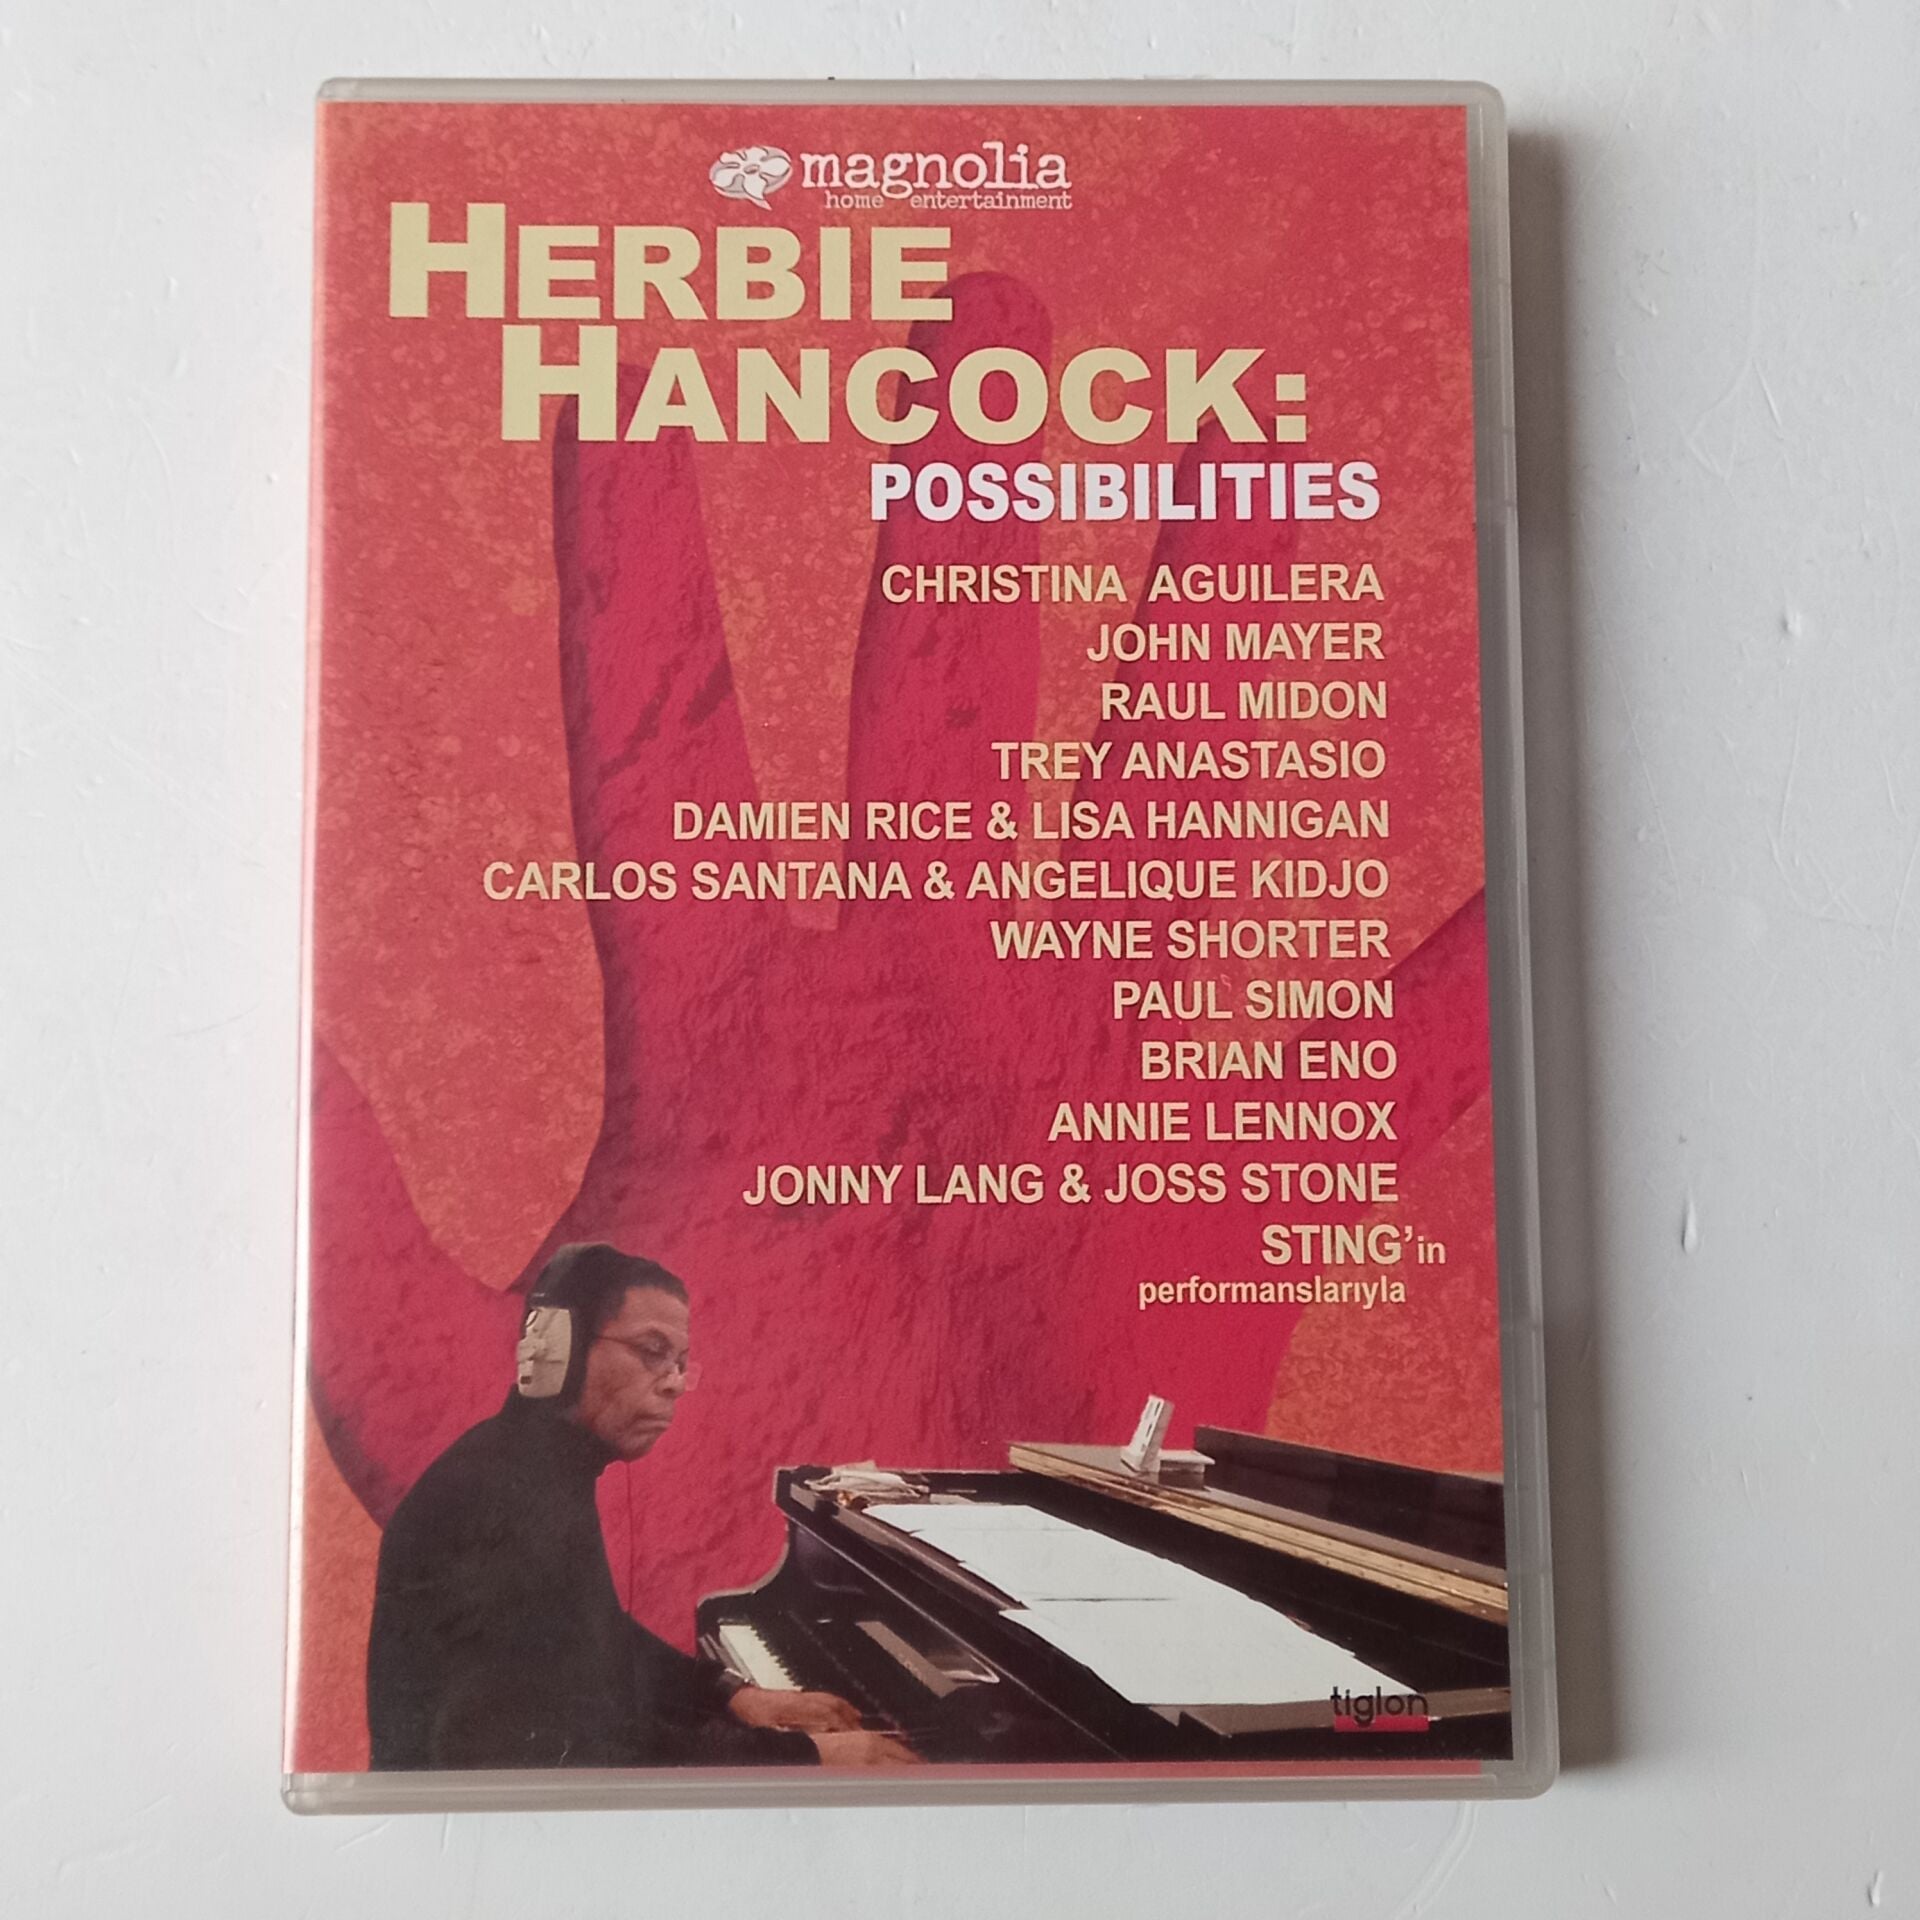 magnolia
home entertainment
HERBIE
HANCOCK:
POSSIBILITIES
CHRISTINA AGUILERA
JOHN MAYER
RAUL MIDON
TREY ANASTASIO
DAMIEN RICE & LISA HANNIGAN
CARLOS SANTANA & ANGELIQUE KIDJO
WAYNE SHORTER
PAUL SIMON
BRIAN ENO
ANNIE LENNOX
JONNY LANG & JOSS STONE
STING'in
performanslarıyla
tiglon